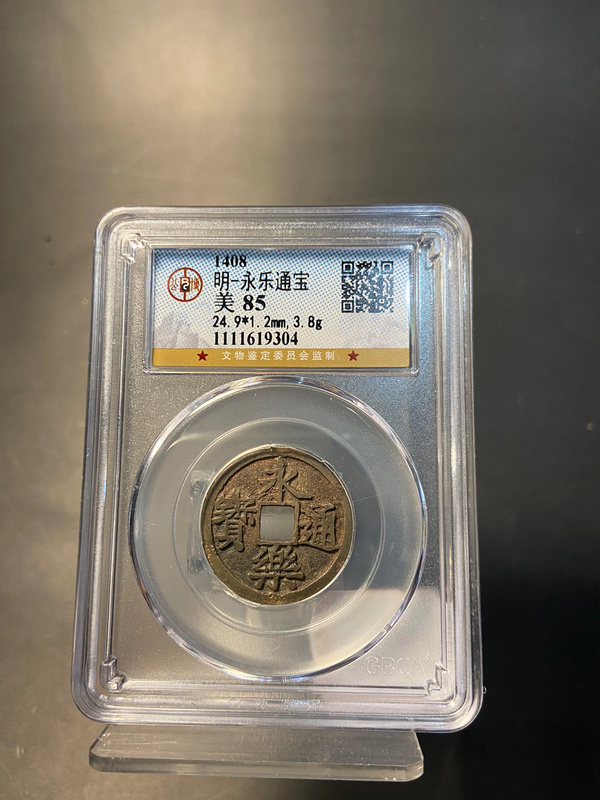 1408
明-永乐通宝
美 85
24.9*1.2mm,3.8g
1111619304
★ 文物鉴定委员会监制 ★
永
寶 通
樂